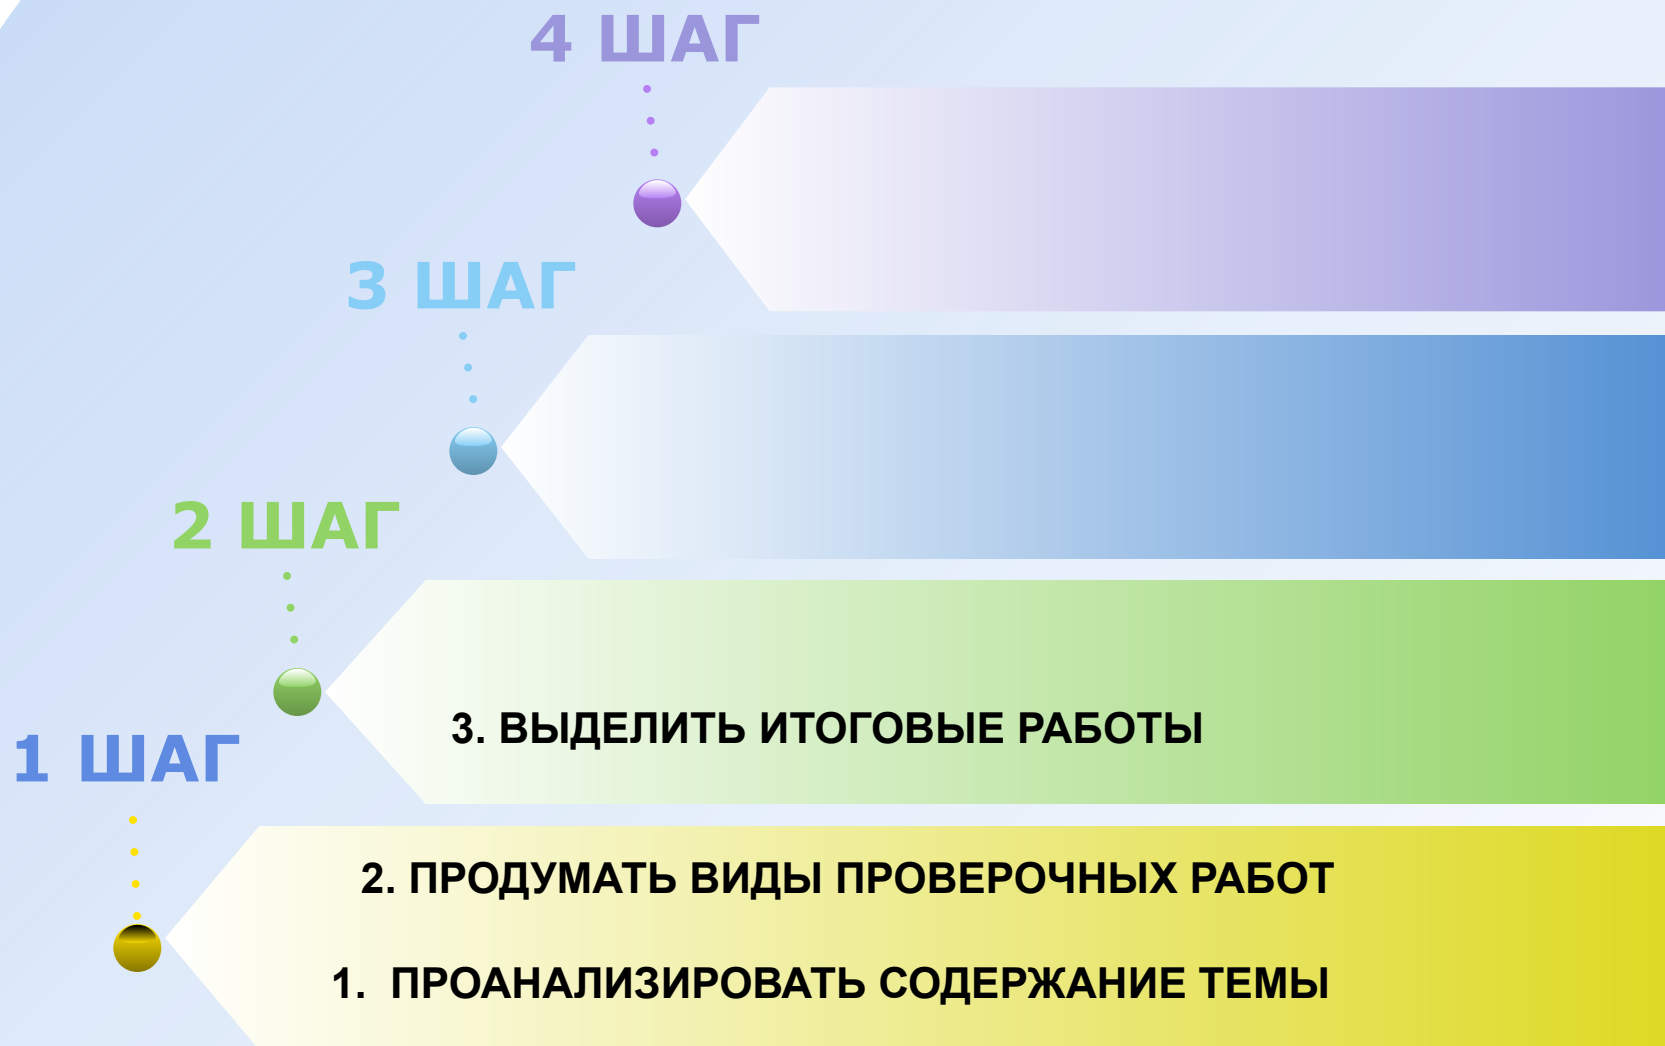 4 ШАГ
3 ШАГ
2 ШАГ
3. ВЫДЕЛИТЬ ИТОГОВЫЕ РАБОТЫ
1 ШАГ
2. ПРОДУМАТЬ ВИДЫ ПРОВЕРОЧНЫХ РАБОТ
1. ПРОАНАЛИЗИРОВАТЬ СОДЕРЖАНИЕ ТЕМЫ